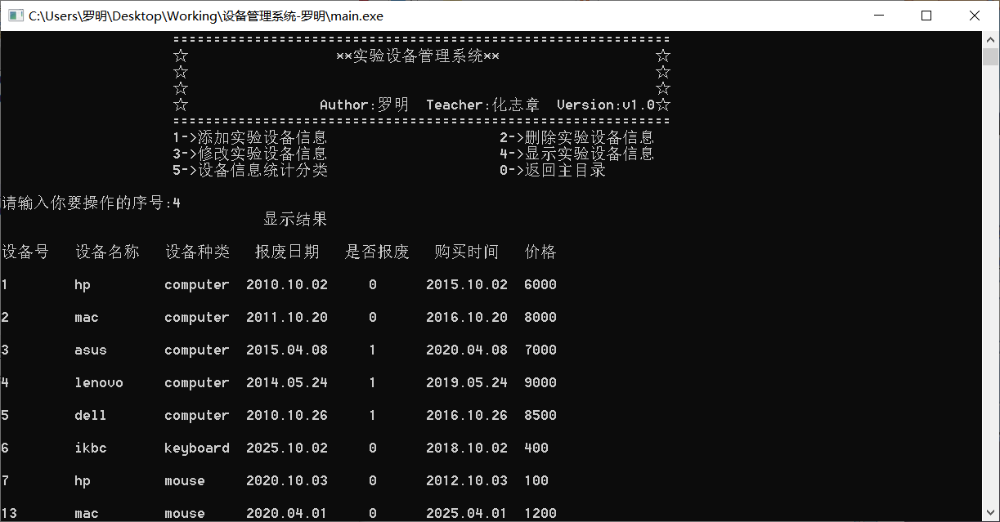 C:\Users\罗明\Desktop\Working\设备管理系统-罗明\main.exe
☆ **实验设备管理系统** ☆
☆ ☆
☆ ☆
☆ Author:罗明 Teacher:化志章 Version:v1.0☆
1->添加实验设备信息 2->删除实验设备信息
3->修改实验设备信息 4->显示实验设备信息
5->设备信息统计分类 0->返回主目录
请输入你要操作的序号:4
显示结果
设备号 设备名称 设备种类 报废日期 是否报废 购买时间 价格
1 hp computer 2010.10.02 0 2015.10.02 6000
2 mac computer 2011.10.20 0 2016.10.20 8000
3 asus computer 2015.04.08 1 2020.04.08 7000
4 lenovo computer 2014.05.24 1 2019.05.24 9000
5 dell computer 2010.10.26 1 2016.10.26 8500
6 ikbc keyboard 2025.10.02 0 2018.10.02 400
7 hp mouse 2020.10.03 0 2012.10.03 100
13 mac mouse 2020.04.01 0 2025.04.01 1200